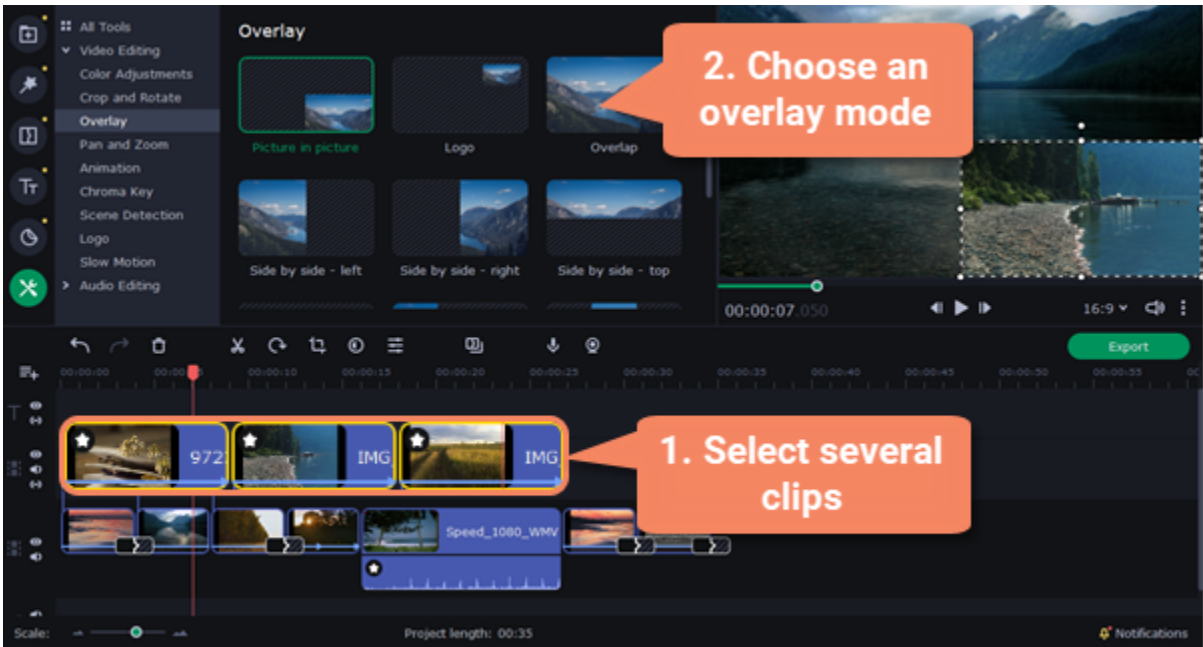 All Tools
Video Editing
Color Adjustments
Crop and Rotate
Overlay
Pan and Zoom
Animation
Chroma Key
Scene Detection
Logo
Slow Motion
Audio Editing
Overlay
Picture in picture
Logo
Overlap
Side by side - left
Side by side - right
Side by side - top
2. Choose an
overlay mode
00:00:07.050
16:9
Export
00:00:00
00:00:10
00:00:15
00:00:20
00:00:25
00:00:30
00:00:35
00:00:40
00:00:45
00:00:50
00:00:55
972
IMG
IMG
1. Select several
clips
Speed_1080_WMV
Scale:
Project length: 00:35
Notifications